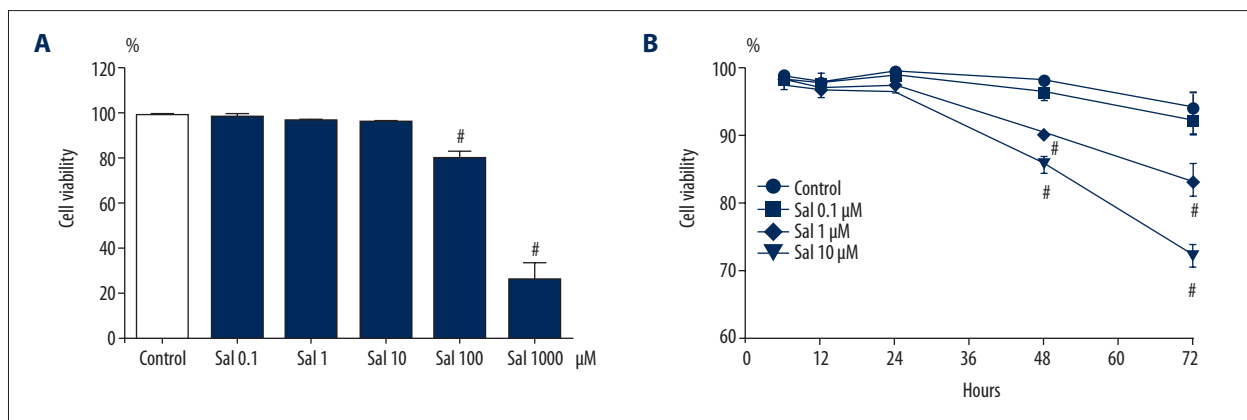 A
%
Cell viability
120
100
80
60
40
20
0
#
#
Control Sal 0.1 Sal 1 Sal 10 Sal 100 Sal 1000 µM
B
%
Cell viability
100
90
80
70
60
Control
Sal 0.1 µM
Sal 1 µM
Sal 10 µM
#
#
#
#
0 12 24 36 48 60 72
Hours